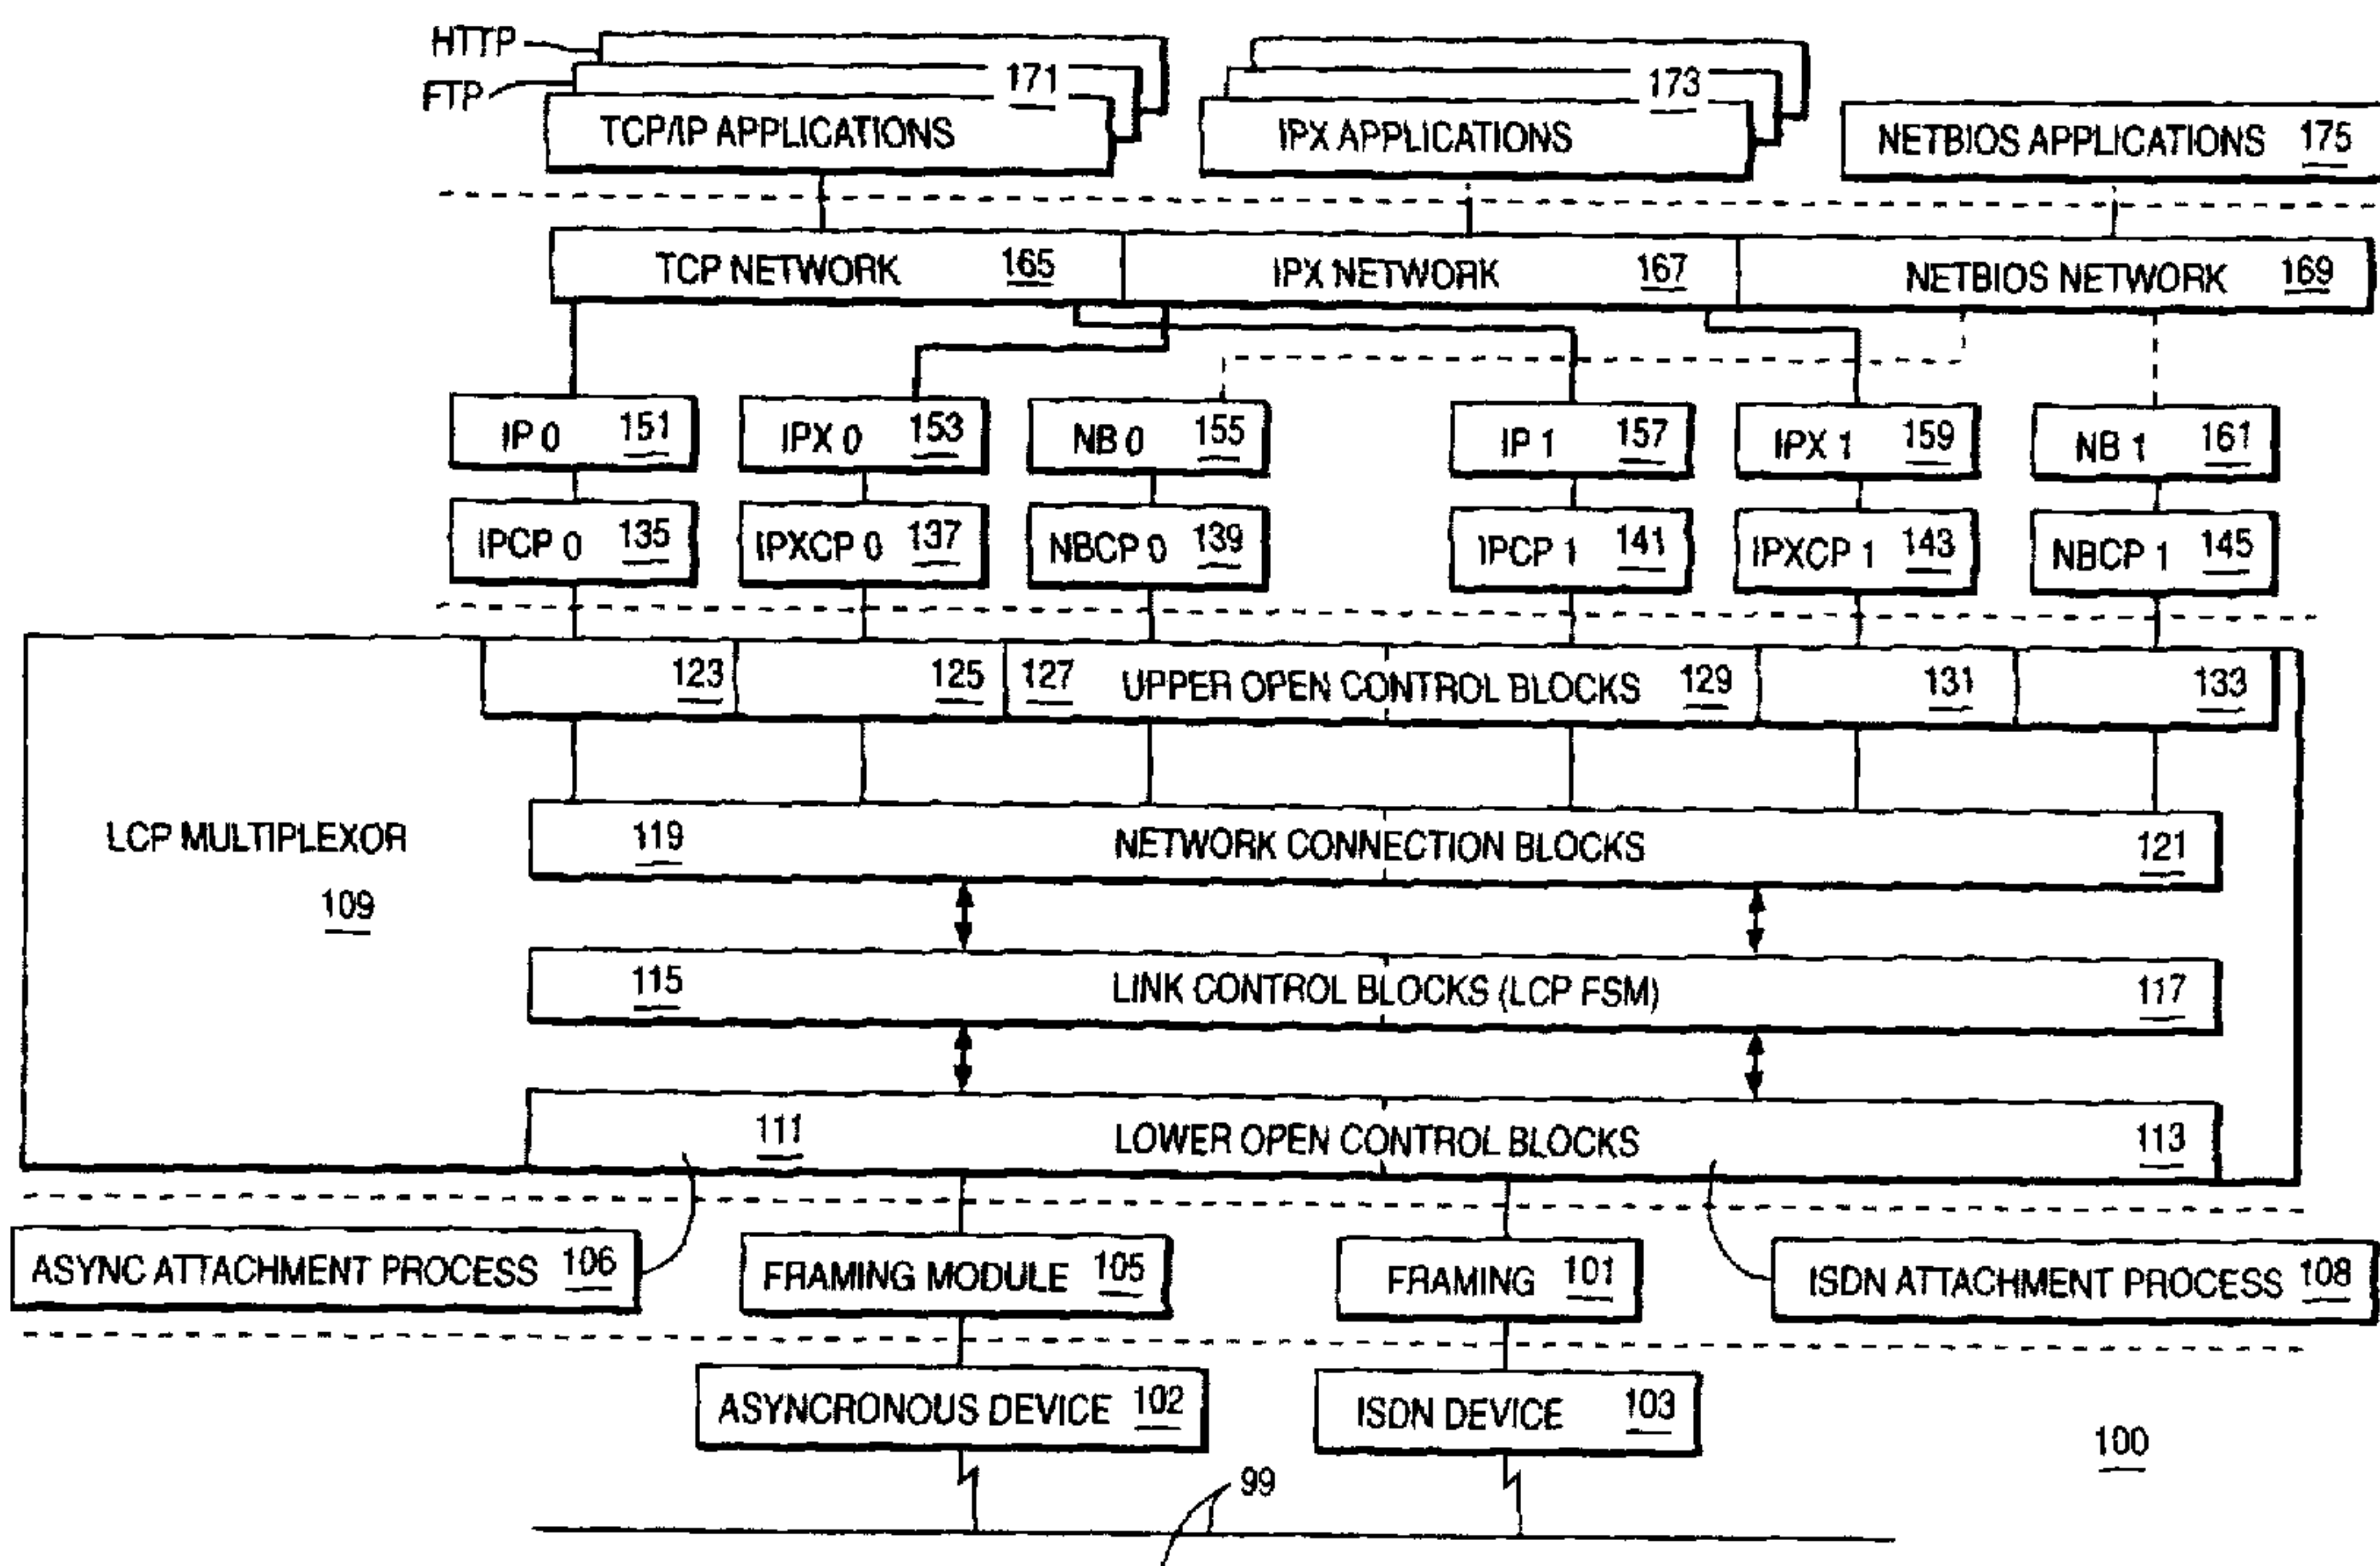 HTTP
FTP
171
TCP/IP APPLICATIONS
173
IPX APPLICATIONS
NETBIOS APPLICATIONS 175
TCP NETWORK 165
IPX NETWORK 167
NETBIOS NETWORK 169
IP 0 151
IPX 0 153
NB 0 155
IP 1 157
IPX 1 159
NB 1 161
IPCP 0 135
IPXCP 0 137
NBCP 0 139
IPCP 1 141
IPXCP 1 143
NBCP 1 145
123
125
127 UPPER OPEN CONTROL BLOCKS 129
131
133
LCP MULTIPLEXOR
109
119 NETWORK CONNECTION BLOCKS 121
115 LINK CONTROL BLOCKS (LCP FSM) 117
111 LOWER OPEN CONTROL BLOCKS 113
ASYNC ATTACHMENT PROCESS 106
FRAMING MODULE 105
FRAMING 101
ISDN ATTACHMENT PROCESS 108
ASYNCRONOUS DEVICE 102
ISDN DEVICE 103
100
99